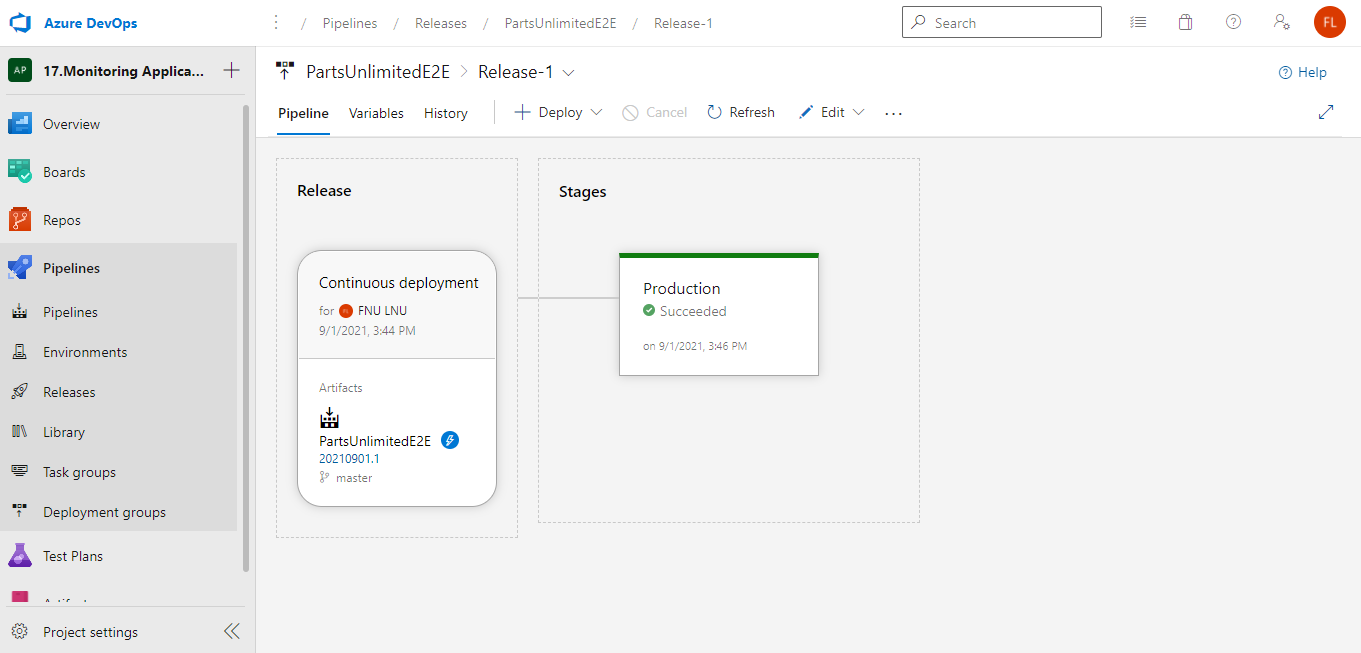 Azure DevOps
⋮ / Pipelines / Releases / PartsUnlimitedE2E / Release-1
Search
FL
AP 17.Monitoring Applica... +
Overview
Boards
Repos
Pipelines
Pipelines
Environments
Releases
Library
Task groups
Deployment groups
Test Plans
Artifacts
Project settings
PartsUnlimitedE2E > Release-1
Help
Pipeline Variables History + Deploy Cancel Refresh Edit ...
Release
Continuous deployment
for FL FNU LNU
9/1/2021, 3:44 PM
Artifacts
PartsUnlimitedE2E
20210901.1
master
Stages
Production
Succeeded
on 9/1/2021, 3:46 PM